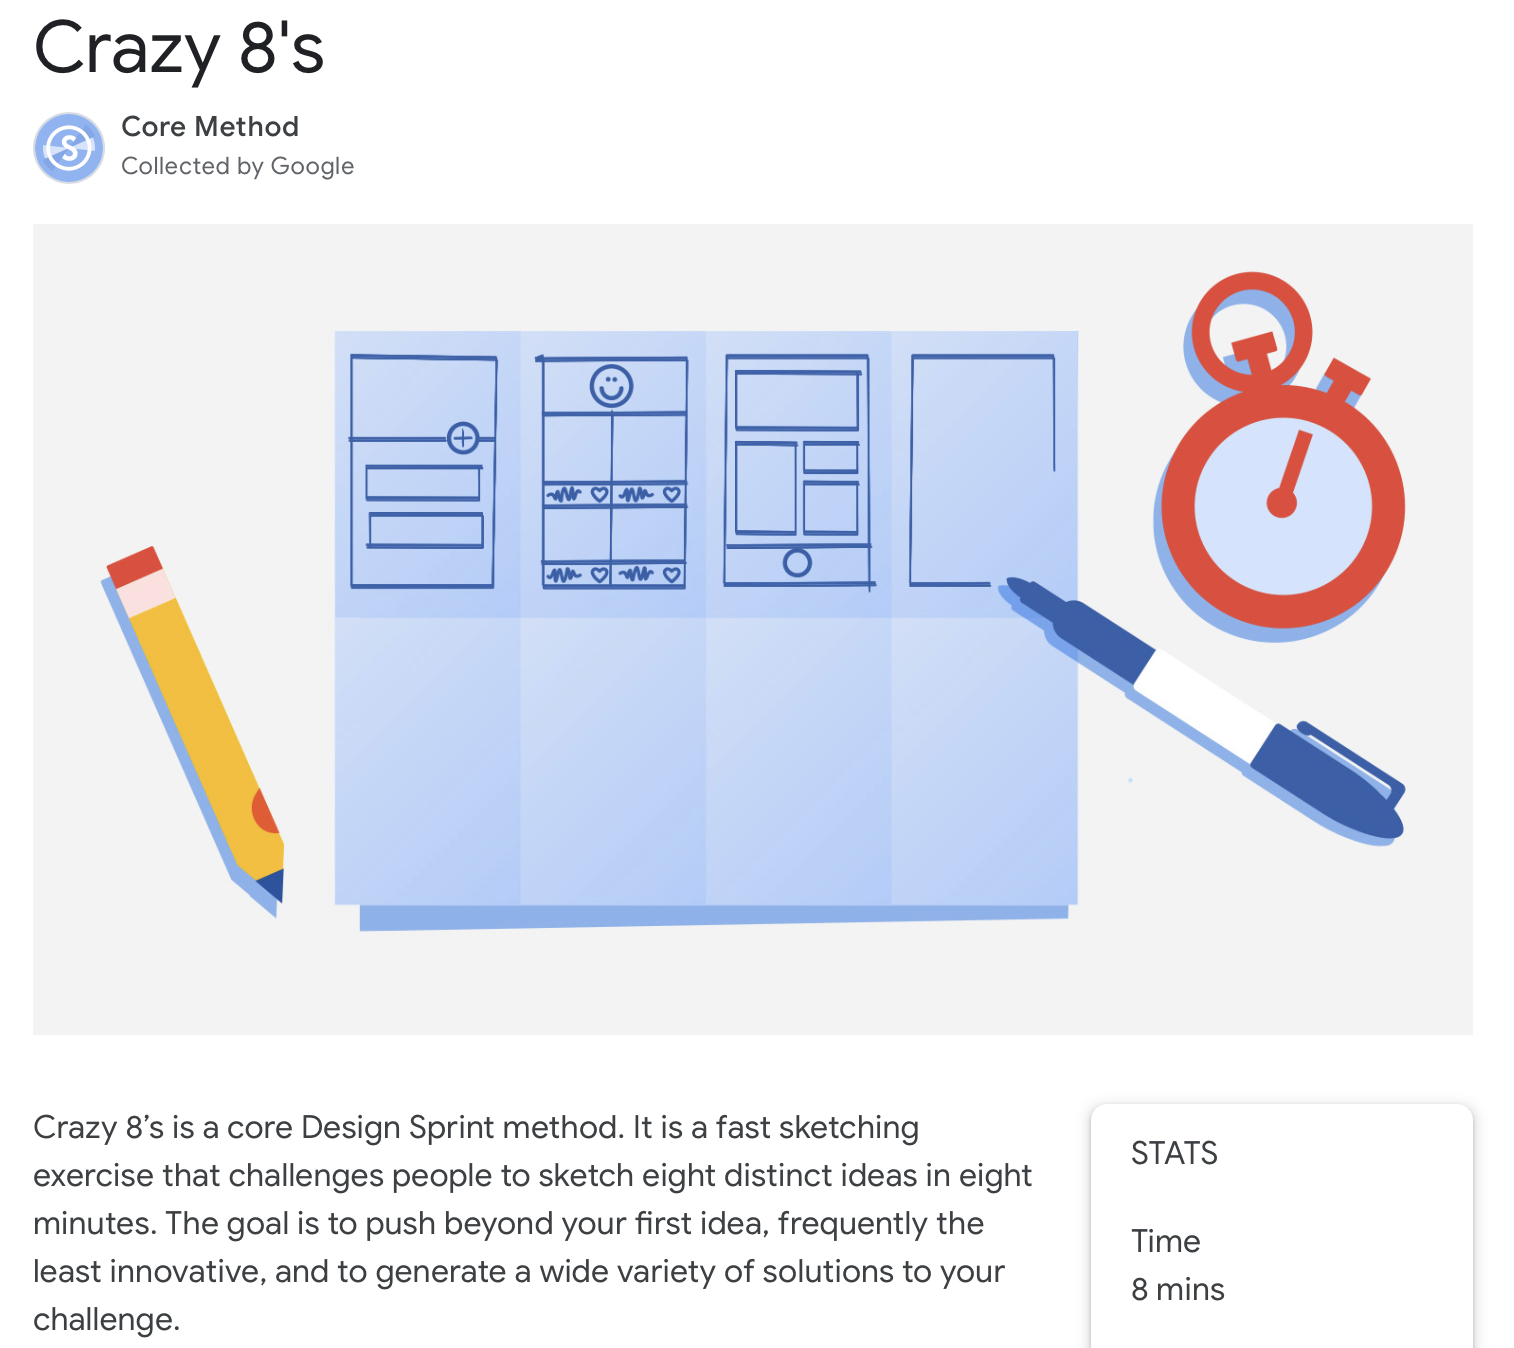 Crazy 8's
Core Method
Collected by Google
Crazy 8’s is a core Design Sprint method. It is a fast sketching
exercise that challenges people to sketch eight distinct ideas in eight
minutes. The goal is to push beyond your first idea, frequently the
least innovative, and to generate a wide variety of solutions to your
challenge.
STATS
Time
8 mins